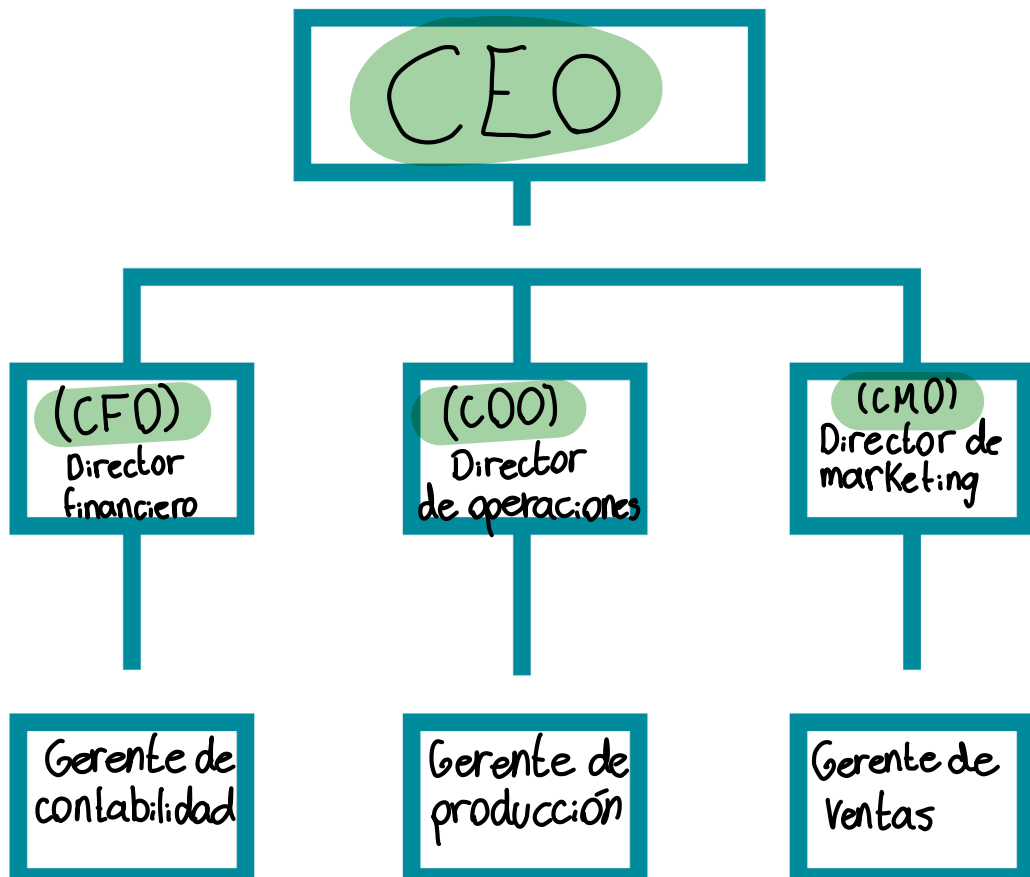 CEO
(CFO)
Director
financiero
(COO)
Director
de operaciones
(CMO)
Director de
marketing
Gerente de
contabilidad
Gerente de
producción
Gerente de
ventas